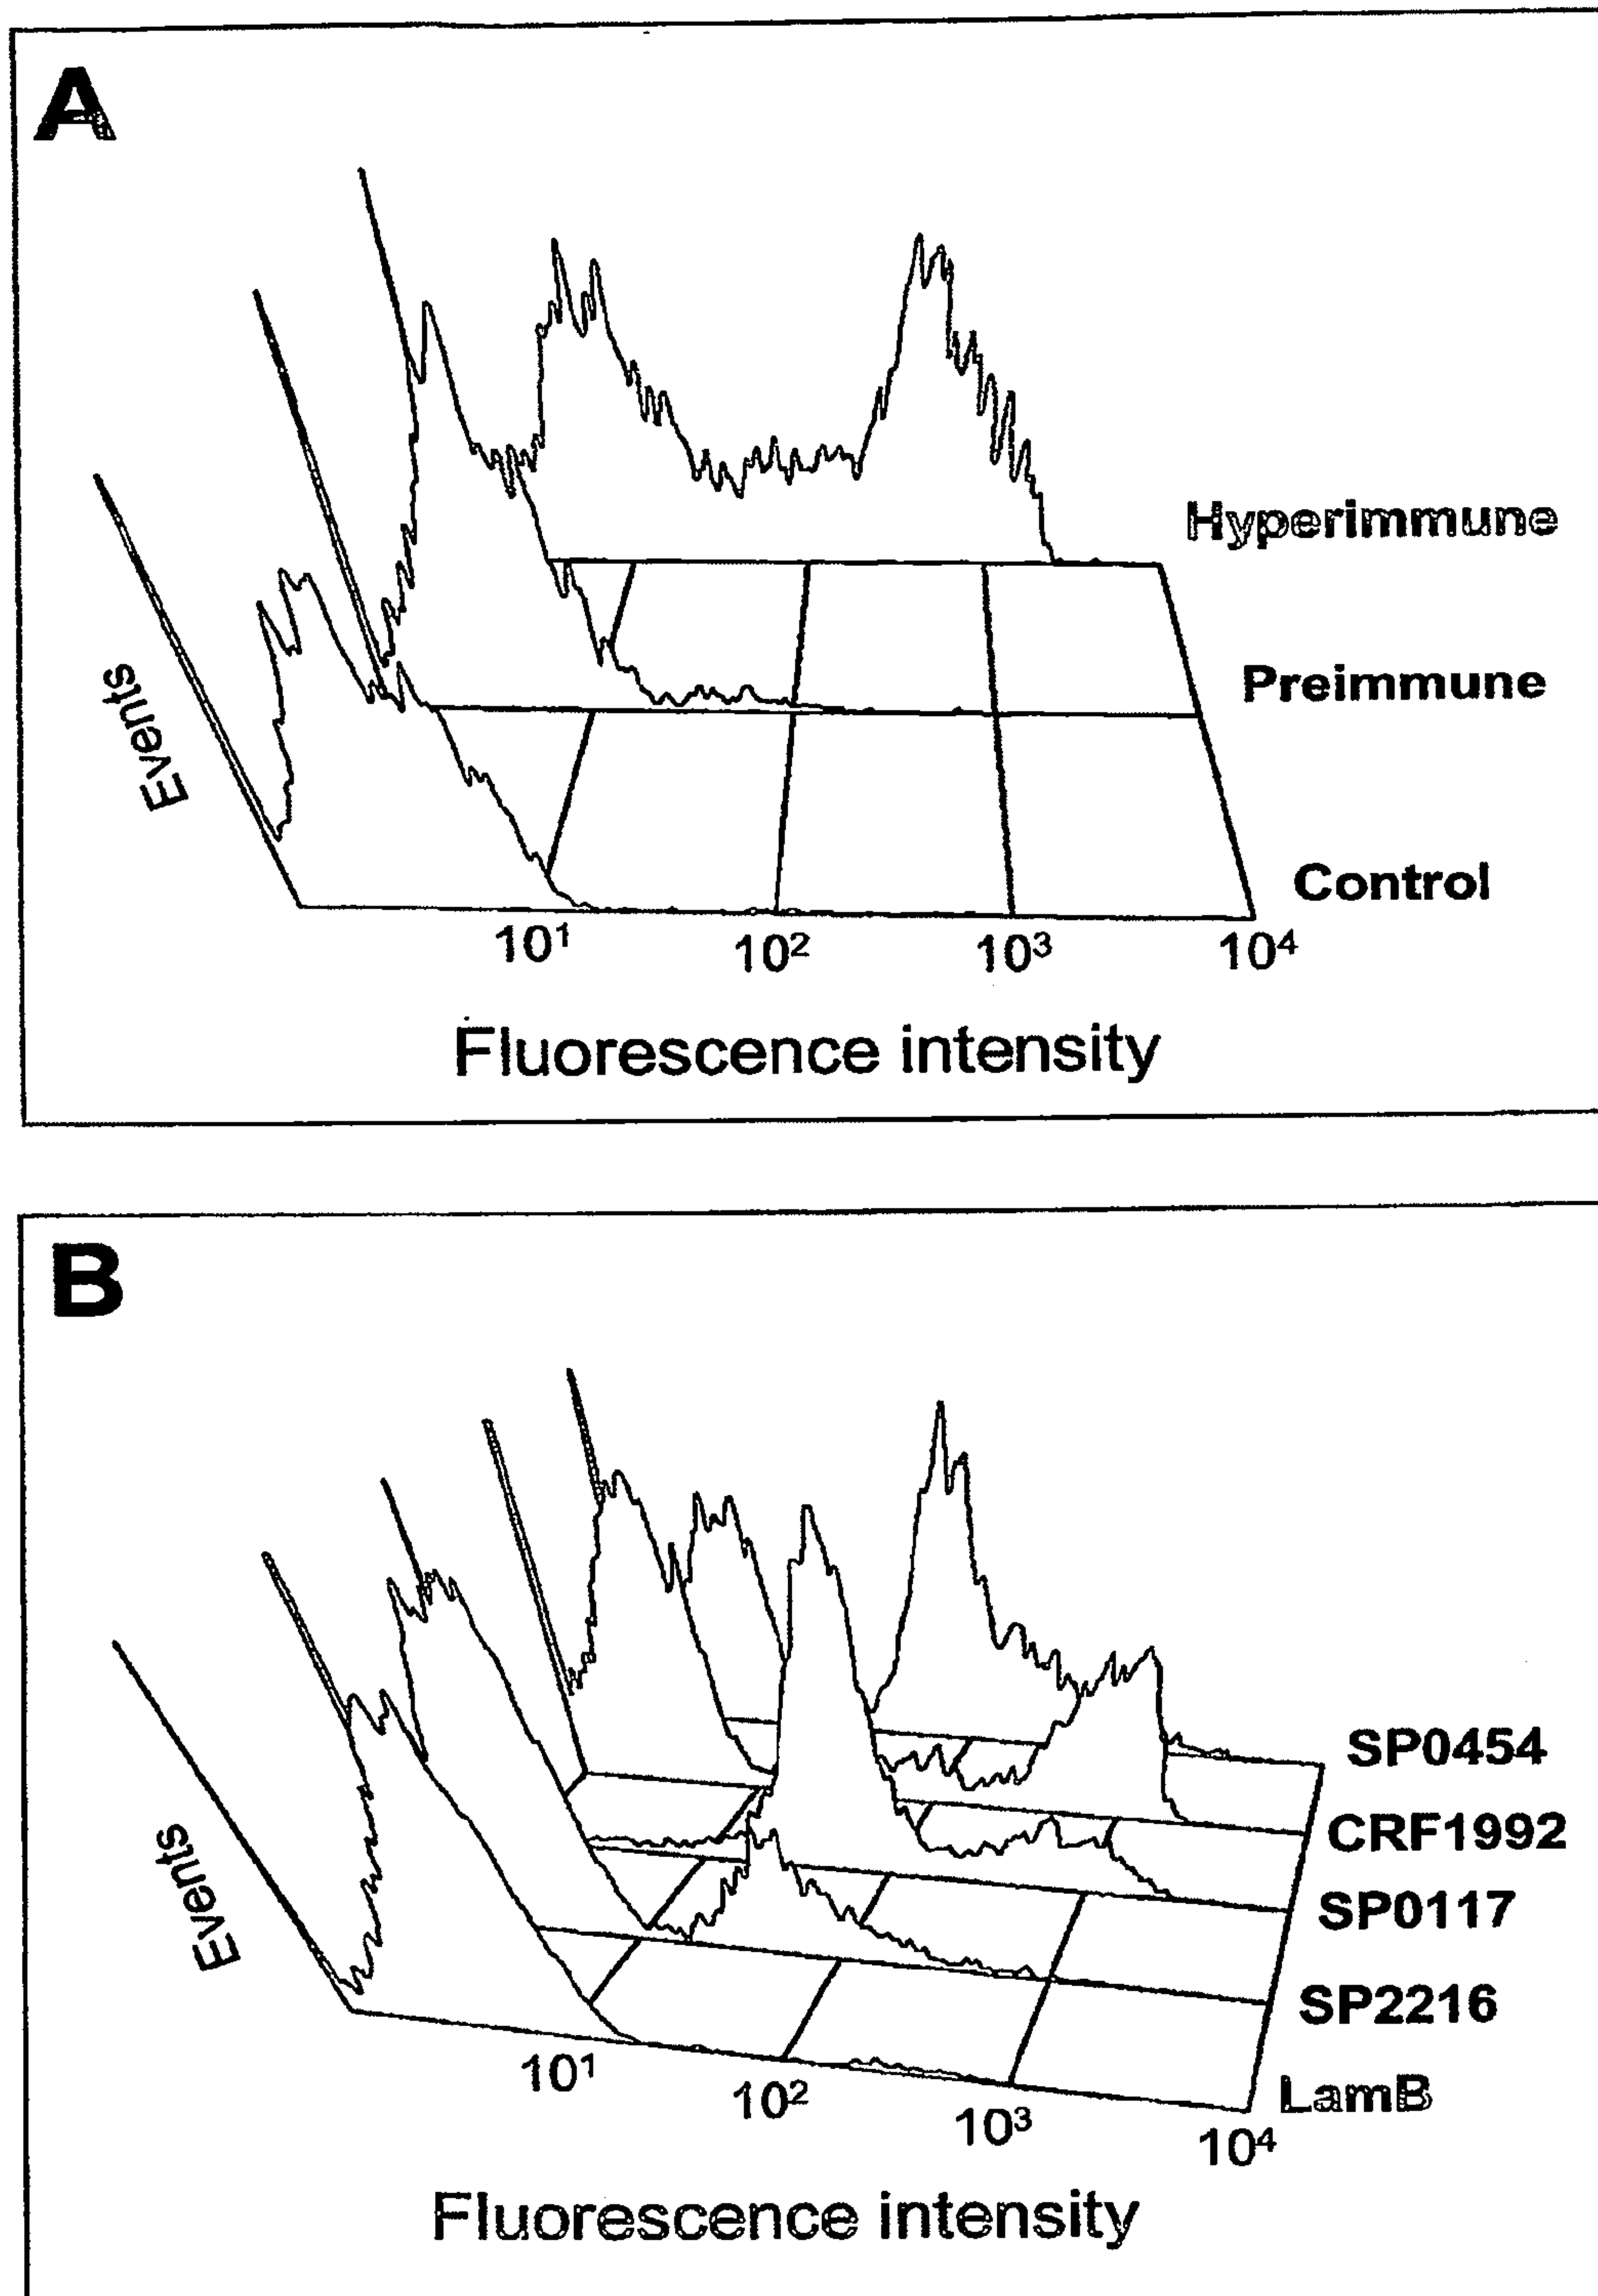 A
Hyperimmune
Preimmune
Events
Control
10¹ 10² 10³ 10⁴
Fluorescence intensity
B
SP0454
CRF1992
SP0117
Events
SP2216
LamB
10¹ 10² 10³ 10⁴
Fluorescence intensity